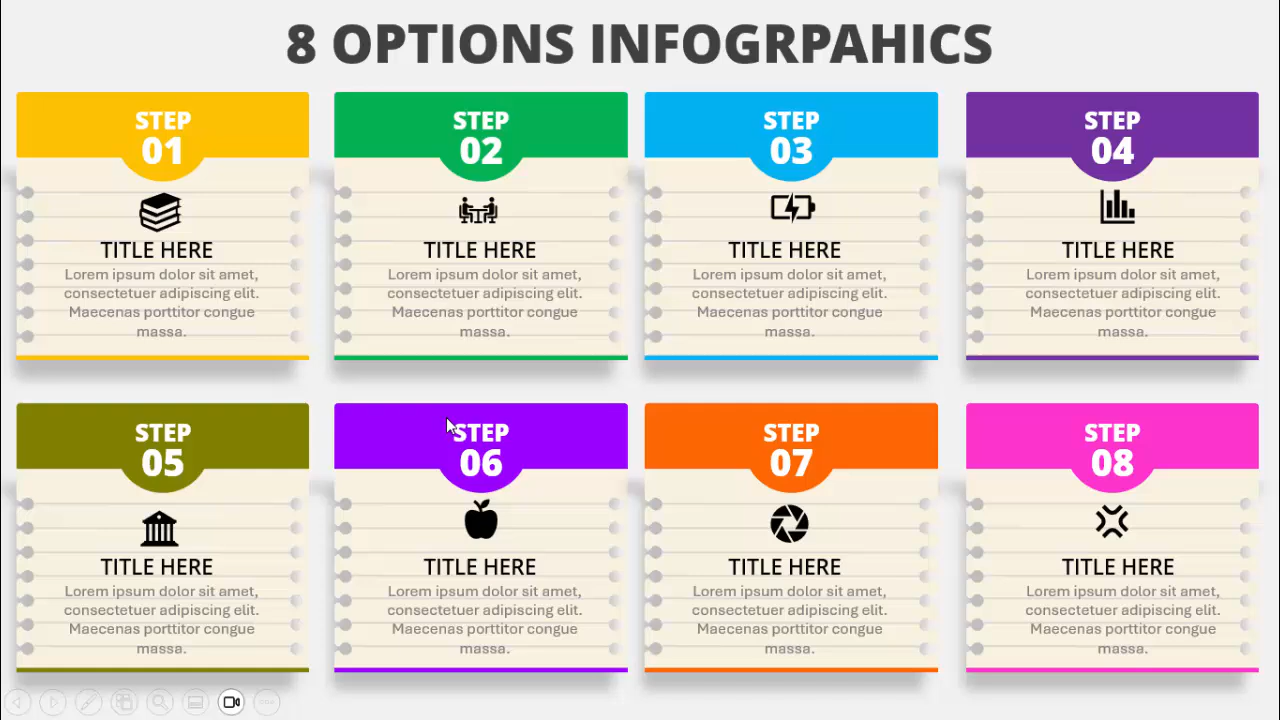 8 OPTIONS INFOGRPAHICS
STEP
01
TITLE HERE
Lorem ipsum dolor sit amet,
consectetuer adipiscing elit.
Maecenas porttitor congue
massa.
STEP
02
TITLE HERE
Lorem ipsum dolor sit amet,
consectetuer adipiscing elit.
Maecenas porttitor congue
massa.
STEP
03
TITLE HERE
Lorem ipsum dolor sit amet,
consectetuer adipiscing elit.
Maecenas porttitor congue
massa.
STEP
04
TITLE HERE
Lorem ipsum dolor sit amet,
consectetuer adipiscing elit.
Maecenas porttitor congue
massa.
STEP
05
TITLE HERE
Lorem ipsum dolor sit amet,
consectetuer adipiscing elit.
Maecenas porttitor congue
massa.
STEP
06
TITLE HERE
Lorem ipsum dolor sit amet,
consectetuer adipiscing elit.
Maecenas porttitor congue
massa.
STEP
07
TITLE HERE
Lorem ipsum dolor sit amet,
consectetuer adipiscing elit.
Maecenas porttitor congue
massa.
STEP
08
TITLE HERE
Lorem ipsum dolor sit amet,
consectetuer adipiscing elit.
Maecenas porttitor congue
massa.